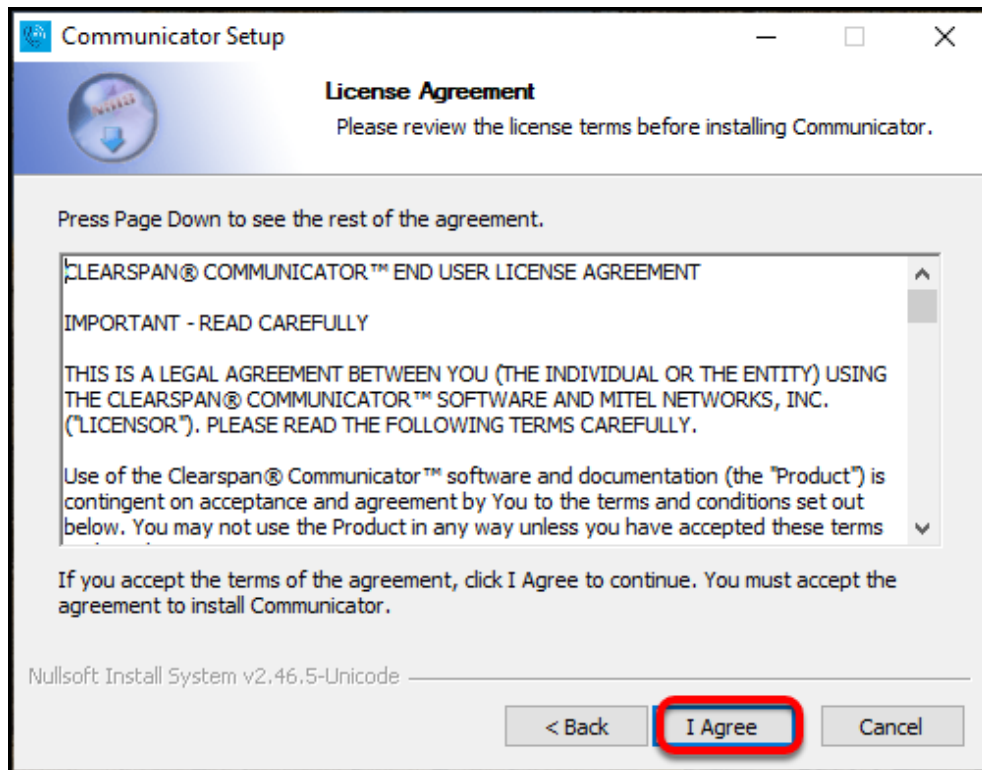 Communicator Setup
License Agreement
Please review the license terms before installing Communicator.
Press Page Down to see the rest of the agreement.
CLEARSPAN® COMMUNICATOR™ END USER LICENSE AGREEMENT
IMPORTANT - READ CAREFULLY
THIS IS A LEGAL AGREEMENT BETWEEN YOU (THE INDIVIDUAL OR THE ENTITY) USING
THE CLEARSPAN® COMMUNICATOR™ SOFTWARE AND MITEL NETWORKS, INC.
("LICENSOR"). PLEASE READ THE FOLLOWING TERMS CAREFULLY.
Use of the Clearspan® Communicator™ software and documentation (the "Product") is
contingent on acceptance and agreement by You to the terms and conditions set out
below. You may not use the Product in any way unless you have accepted these terms
If you accept the terms of the agreement, click I Agree to continue. You must accept the
agreement to install Communicator.
Nullsoft Install System v2.46.5-Unicode
< Back
I Agree
Cancel